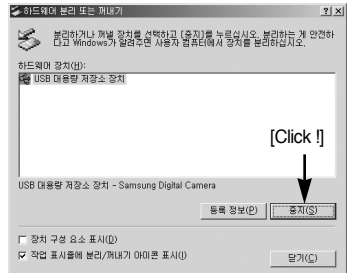 하드웨어 분리 또는 꺼내기
분리하거나 꺼낼 장치를 선택하고 [중지]를 누르십시오. 분리하는 게 안전하
다고 Windows가 알려주면 사용자 컴퓨터에서 장치를 분리하십시오.
하드웨어 장치(H):
USB 대용량 저장소 장치
[Click !]
USB 대용량 저장소 장치 - Samsung Digital Camera
등록 정보(P) 중지(S)
장치 구성 요소 표시(D)
작업 표시줄에 분리/꺼내기 아이콘 표시(I)
닫기(C)